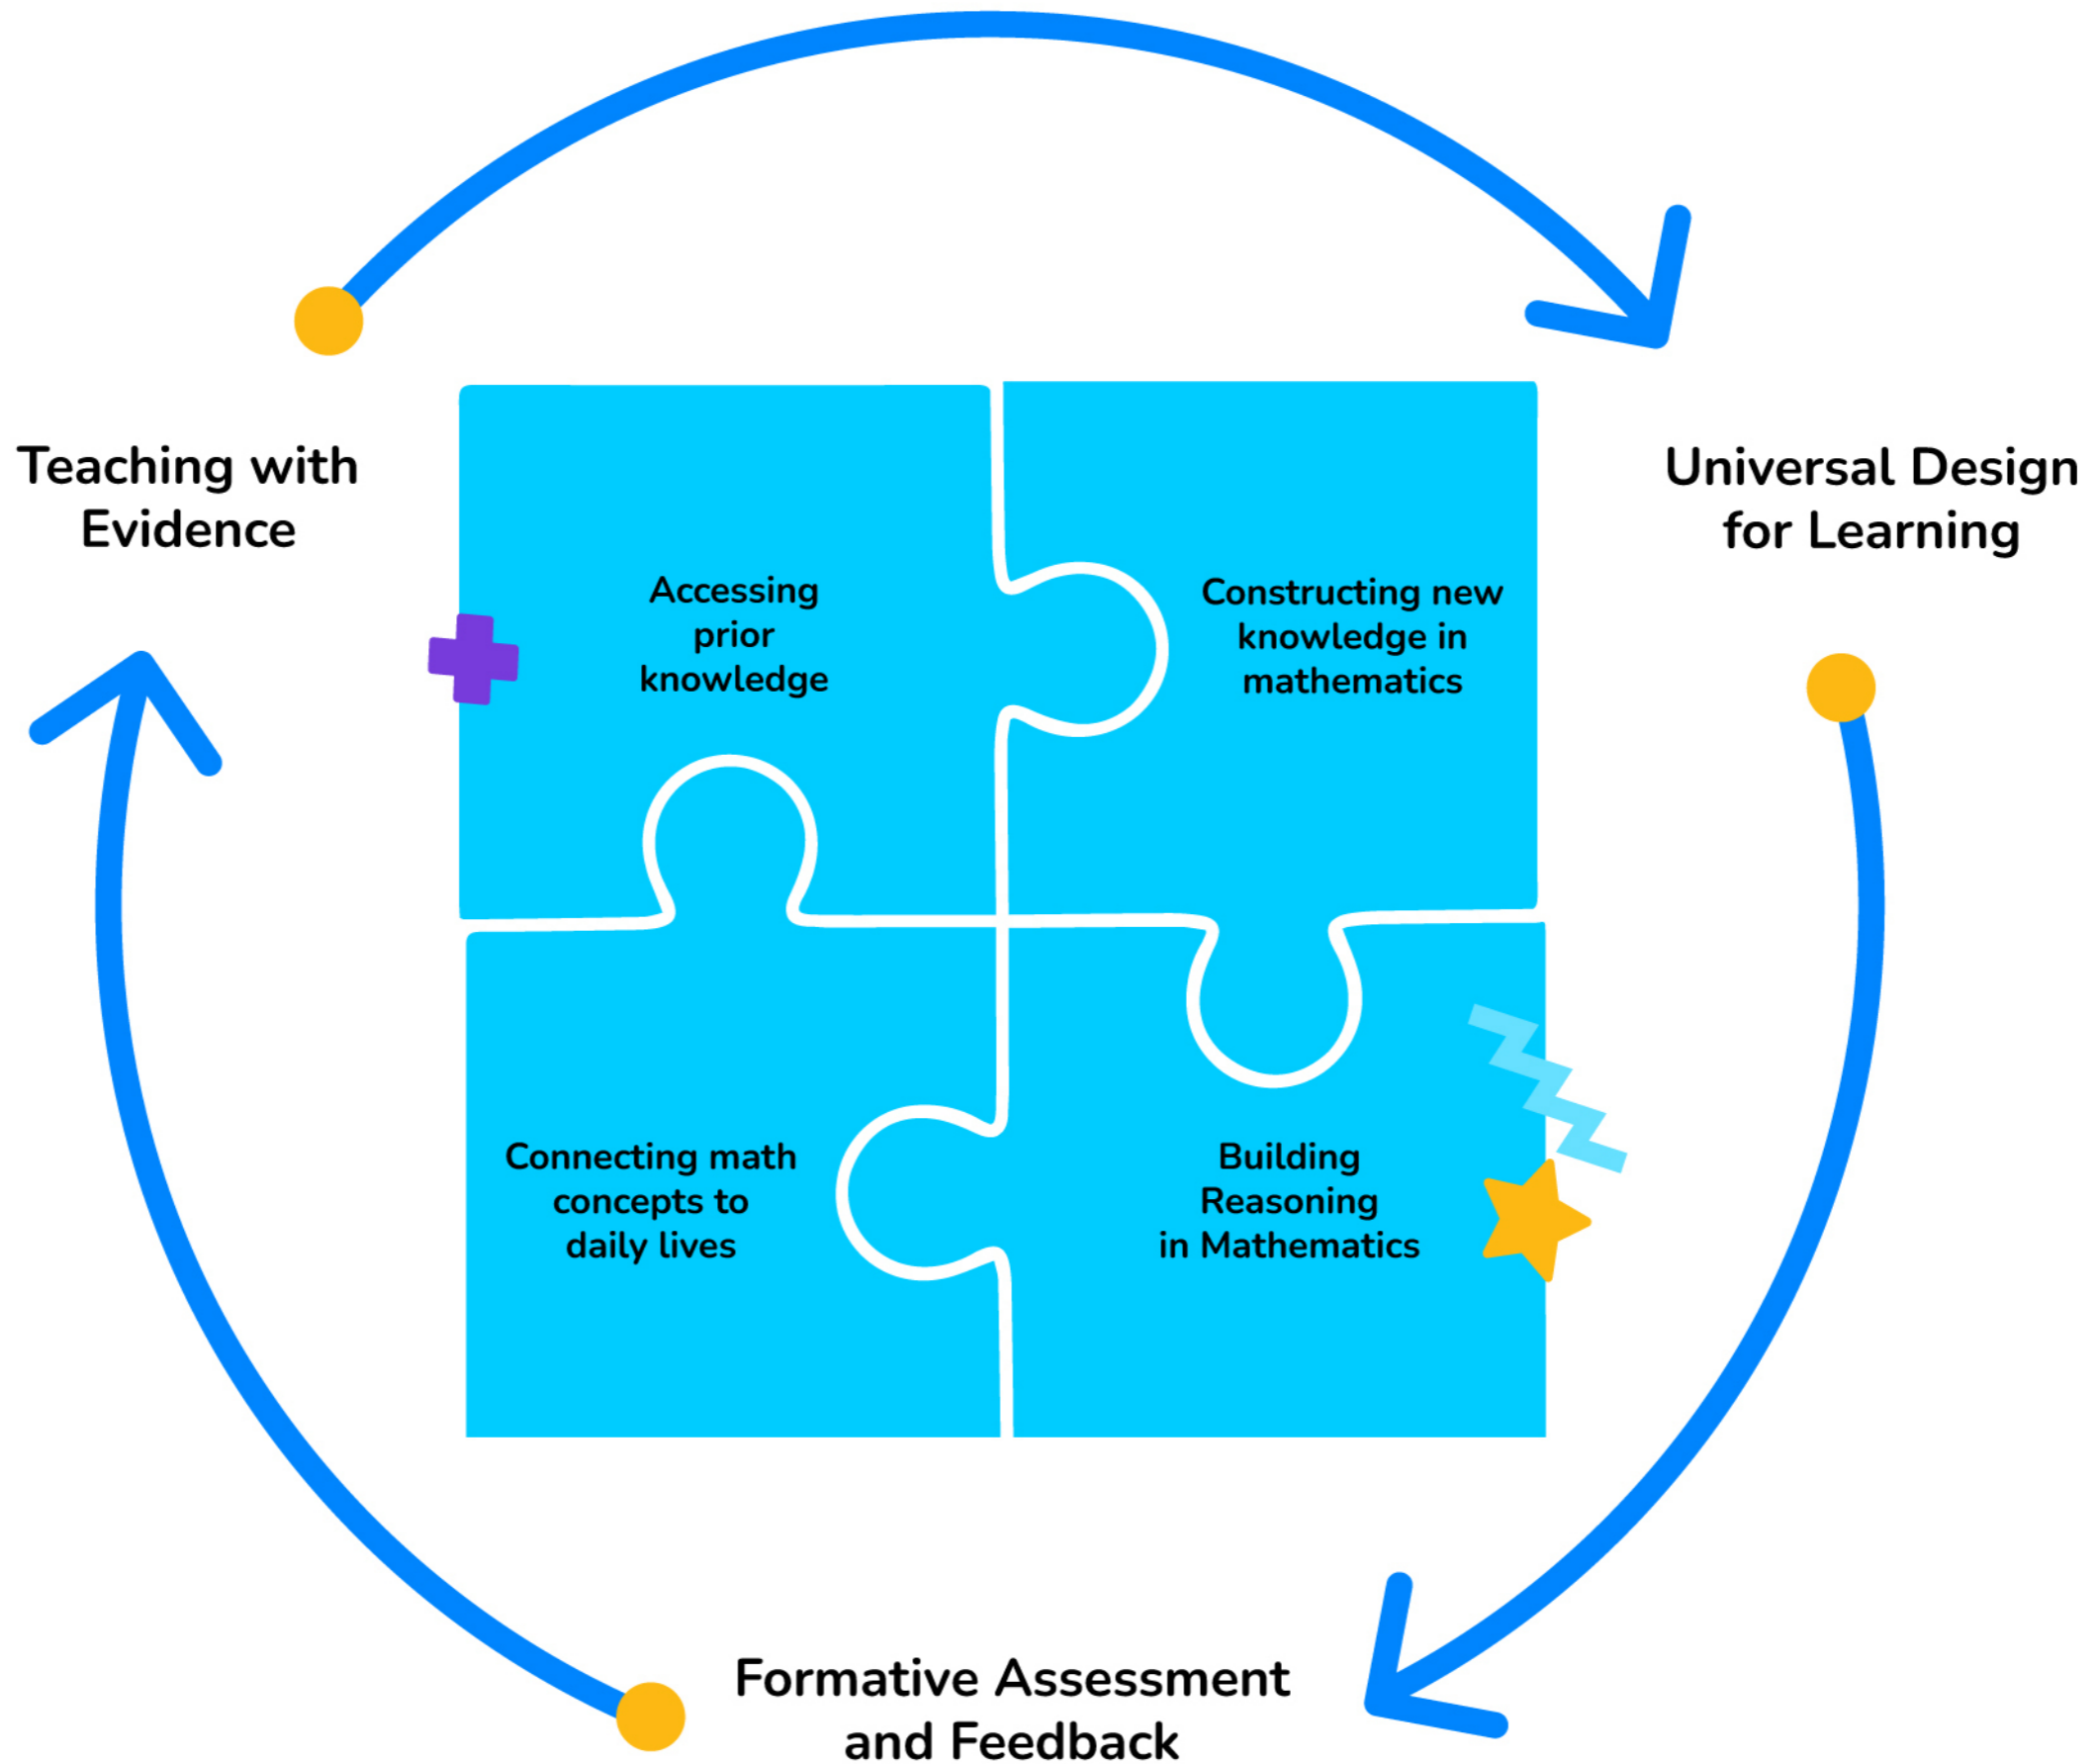 Teaching with
Evidence
Universal Design
for Learning
Accessing
prior
knowledge
Constructing new
knowledge in
mathematics
Connecting math
concepts to
daily lives
Building
Reasoning
in Mathematics
Formative Assessment
and Feedback